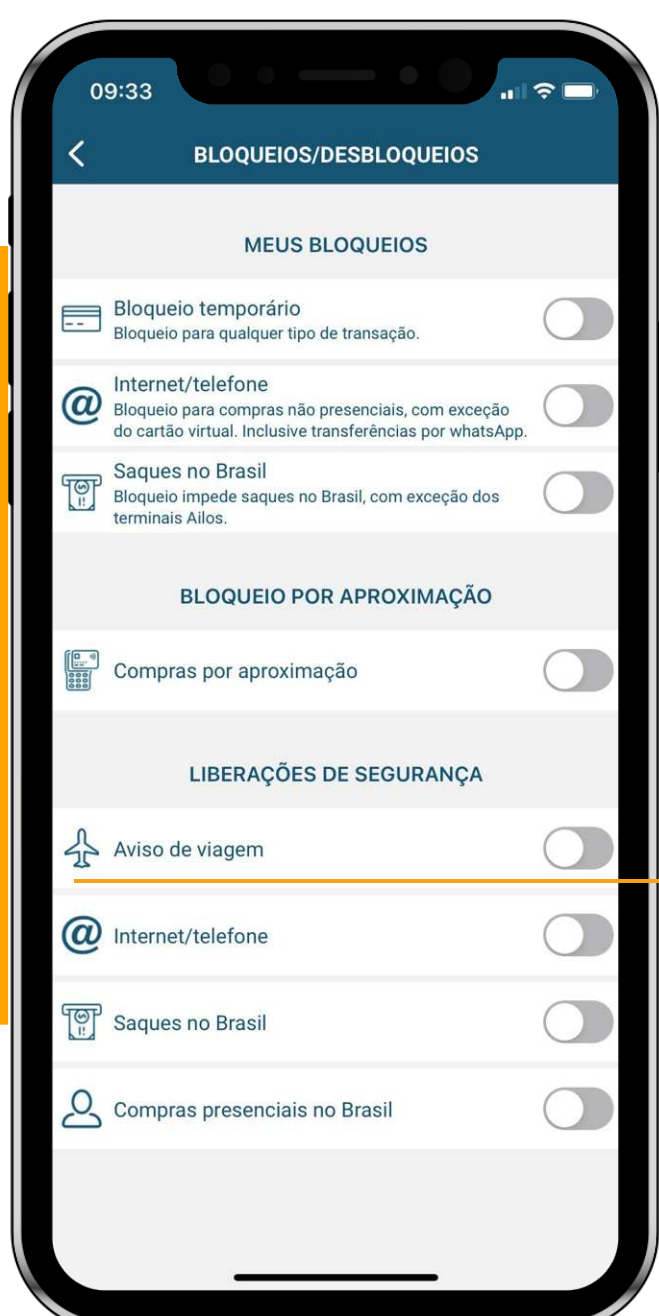 09:33
BLOQUEIOS/DESBLOQUEIOS
MEUS BLOQUEIOS
Bloqueio temporário
Bloqueio para qualquer tipo de transação.
Internet/telefone
Bloqueio para compras não presenciais, com exceção
do cartão virtual. Inclusive transferências por whatsApp.
Saques no Brasil
Bloqueio impede saques no Brasil, com exceção dos
terminais Ailos.
BLOQUEIO POR APROXIMAÇÃO
Compras por aproximação
LIBERAÇÕES DE SEGURANÇA
Aviso de viagem
Internet/telefone
Saques no Brasil
Compras presenciais no Brasil